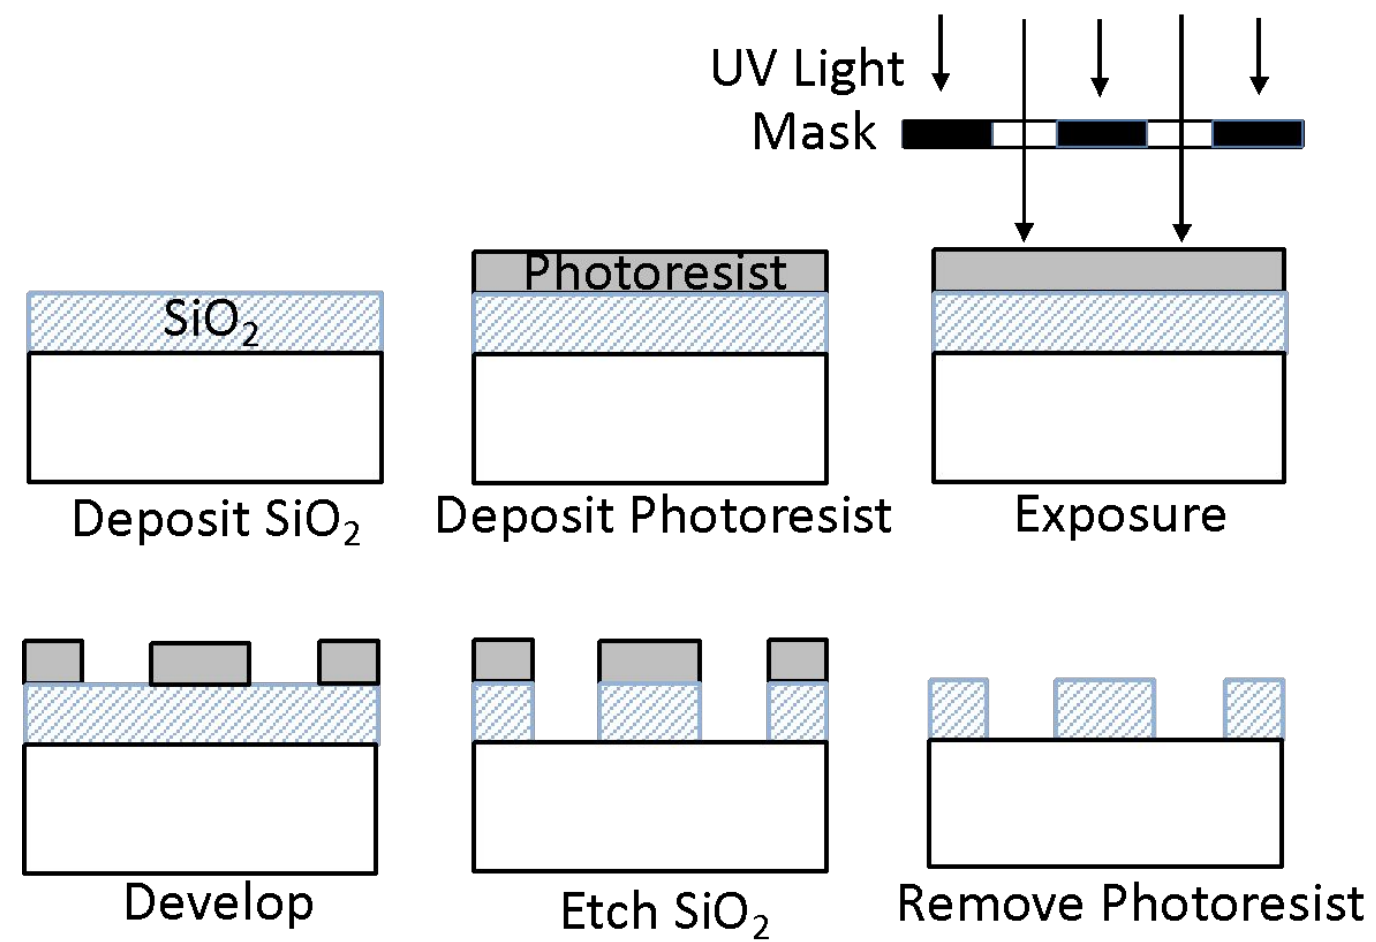 UV Light
Mask
SiO₂
Photoresist
Deposit SiO₂
Deposit Photoresist
Exposure
Develop
Etch SiO₂
Remove Photoresist